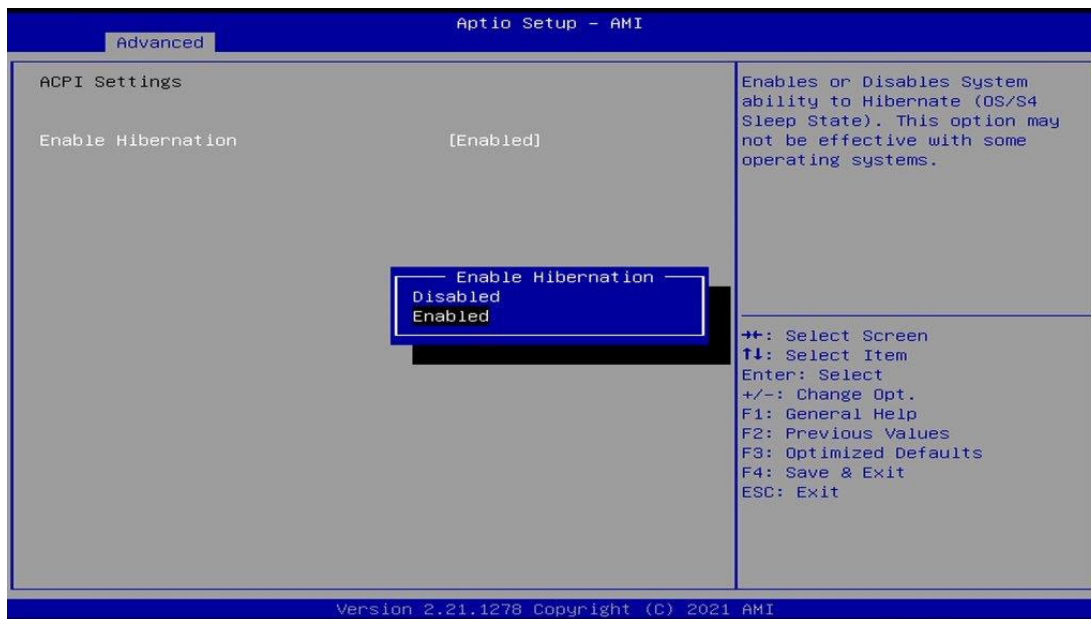 Aptio Setup - AMI
Advanced
ACPI Settings
Enable Hibernation [Enabled]
Enables or Disables System
ability to Hibernate (OS/S4
Sleep State). This option may
not be effective with some
operating systems.
Enable Hibernation
Disabled
Enabled
→←: Select Screen
↑↓: Select Item
Enter: Select
+/-: Change Opt.
F1: General Help
F2: Previous Values
F3: Optimized Defaults
F4: Save & Exit
ESC: Exit
Version 2.21.1278 Copyright (C) 2021 AMI